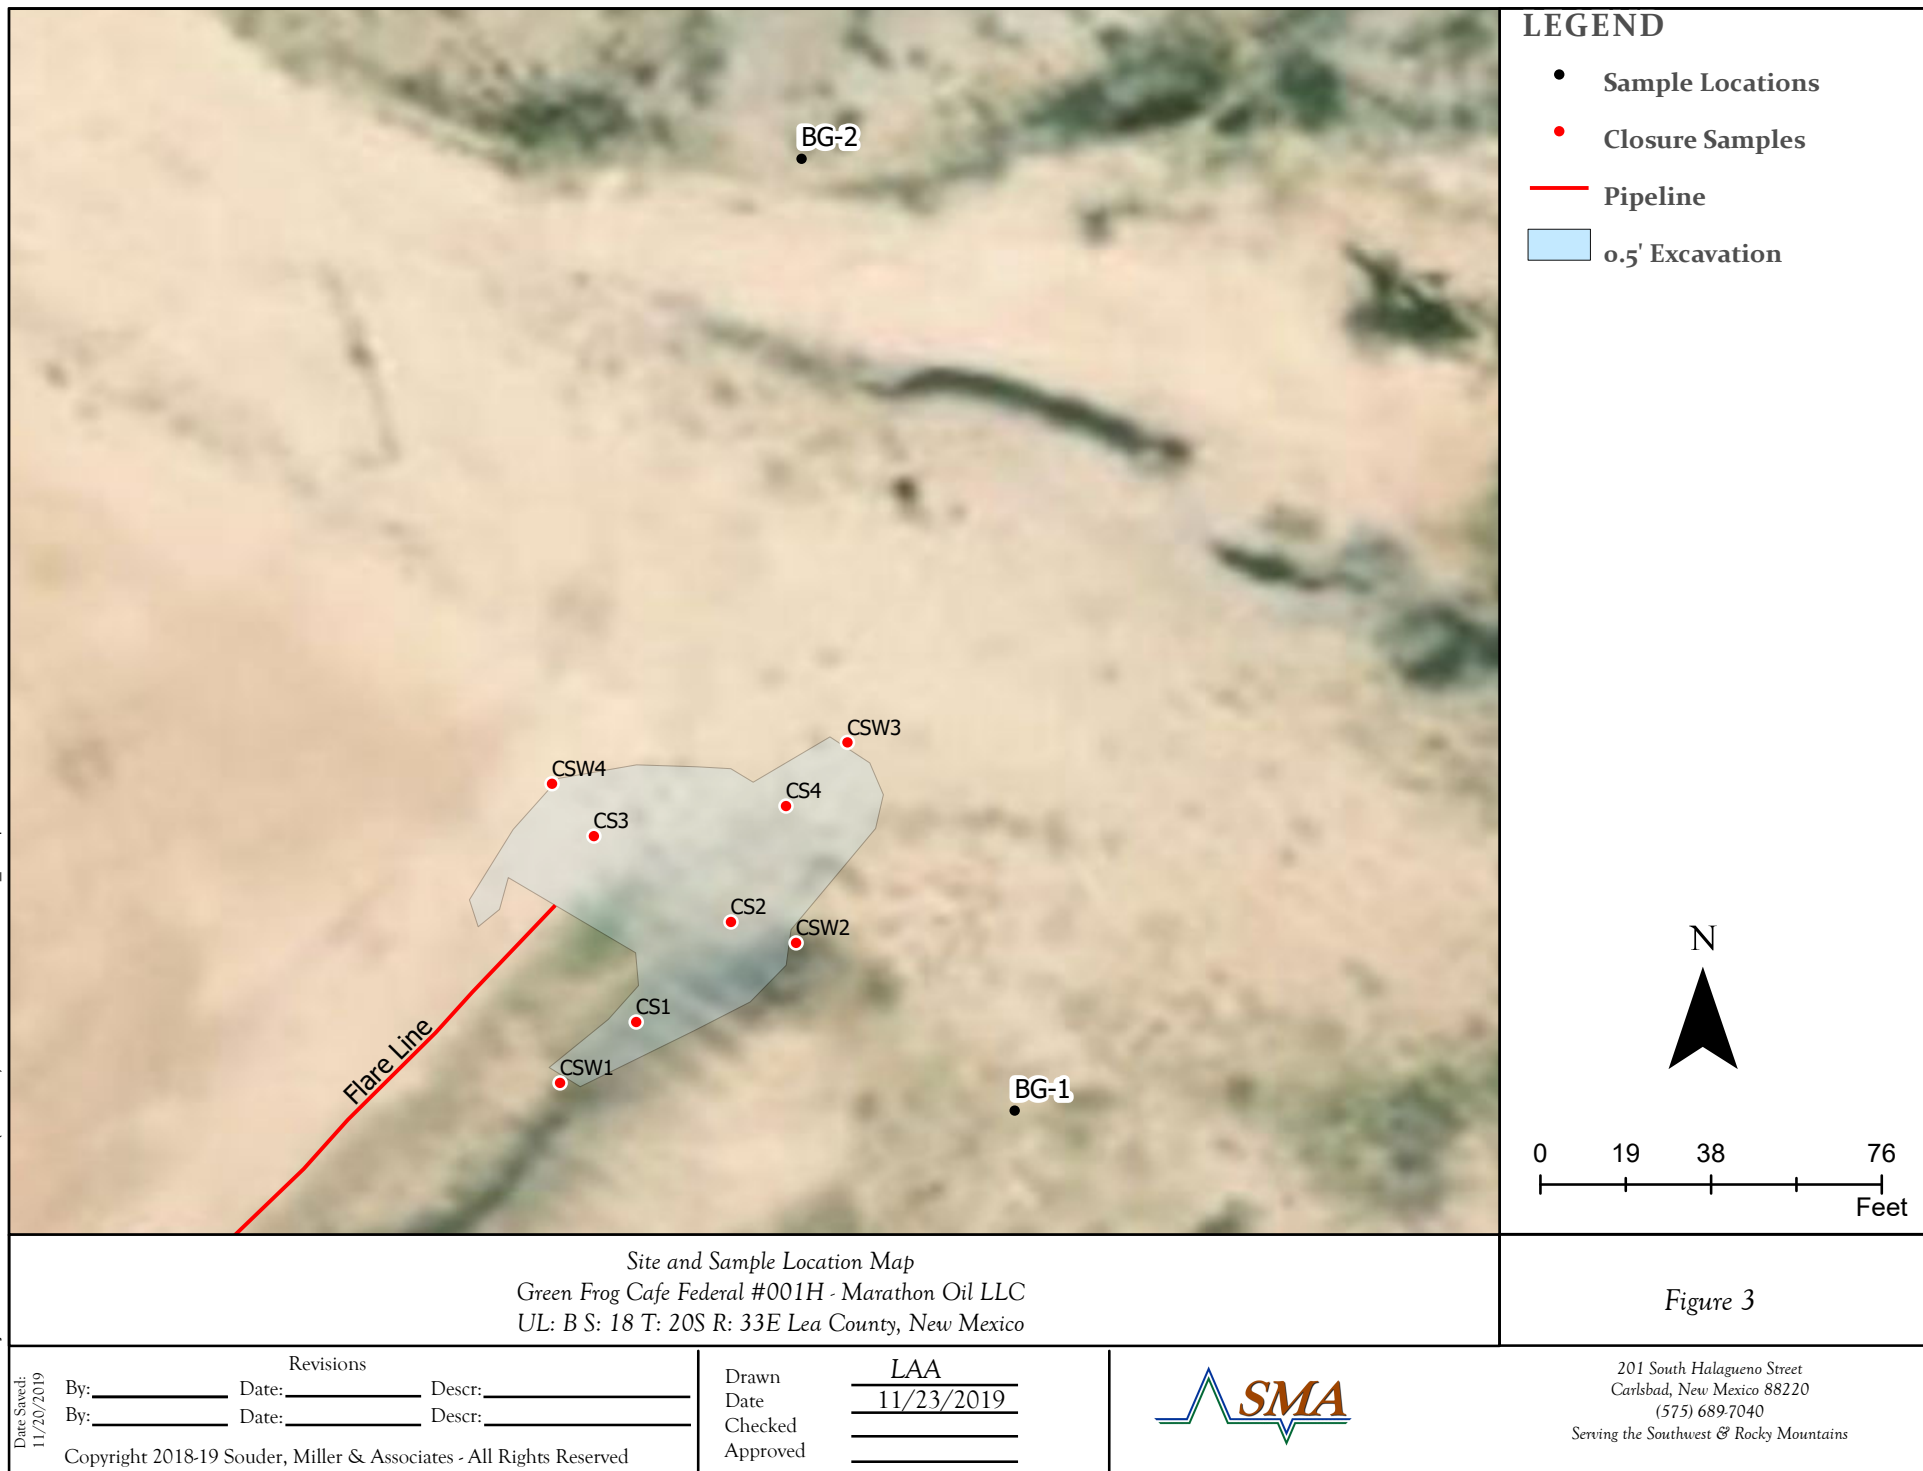 LEGEND
Sample Locations
Closure Samples
Pipeline
0.5' Excavation
BG-2
CSW3
CSW4
CS4
CS3
CS2
CSW2
CS1
CSW1
Flare Line
BG-1
N
0 19 38 76
Feet
Site and Sample Location Map
Green Frog Cafe Federal #001H - Marathon Oil LLC
UL: B S: 18 T: 20S R: 33E Lea County, New Mexico
Figure 3
Date Saved:
11/20/2019
Revisions
By: Date: Descr:
By: Date: Descr:
Copyright 2018-19 Souder, Miller & Associates - All Rights Reserved
Drawn LAA
Date 11/23/2019
Checked
Approved
SMA
201 South Halagueno Street
Carlsbad, New Mexico 88220
(575) 689-7040
Serving the Southwest & Rocky Mountains